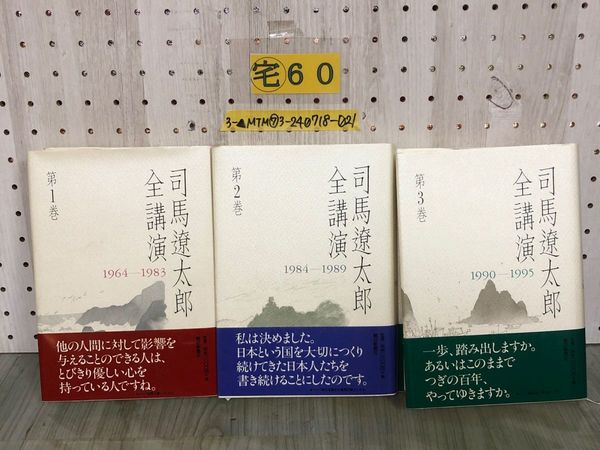 宅60
3-▲MTM⑦3-240718-021
司馬遼太郎
全講演
第1巻
1964—1983
他の人間に対して影響を
与えることのできる人は、
とびきり優しい心を
持っている人ですね。
司馬遼太郎
全講演
第2巻
1984—1989
私は決めました。
日本という国を大切につくり
続けてきた日本人たちを
書き続けることにしたのです。
司馬遼太郎
全講演
第3巻
1990—1995
一歩、踏み出しますか。
あるいはこのまま
つぎの百年、
やってゆきますか。